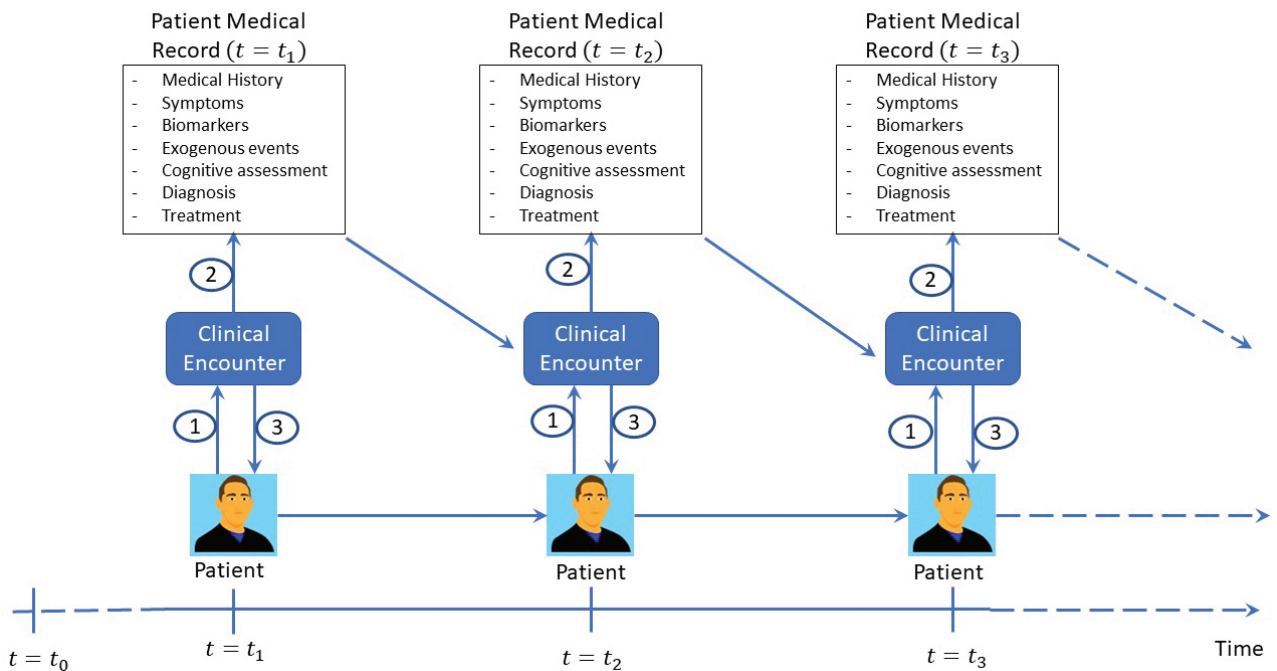 Patient Medical
Record (t = t₁)
- Medical History
- Symptoms
- Biomarkers
- Exogenous events
- Cognitive assessment
- Diagnosis
- Treatment
2
Clinical
Encounter
1
3
Patient
Patient Medical
Record (t = t₂)
- Medical History
- Symptoms
- Biomarkers
- Exogenous events
- Cognitive assessment
- Diagnosis
- Treatment
2
Clinical
Encounter
1
3
Patient
Patient Medical
Record (t = t₃)
- Medical History
- Symptoms
- Biomarkers
- Exogenous events
- Cognitive assessment
- Diagnosis
- Treatment
2
Clinical
Encounter
1
3
Patient
t = t₀
t = t₁
t = t₂
t = t₃
Time